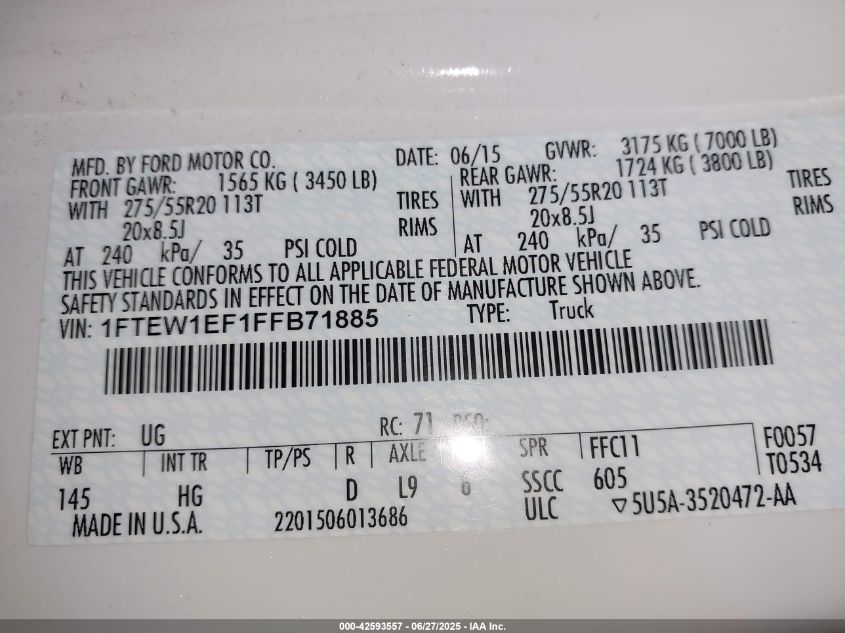 MFD. BY FORD MOTOR CO. DATE: 06/15 GVWR: 3175 KG ( 7000 LB)
FRONT GAWR: 1565 KG ( 3450 LB) REAR GAWR: 1724 KG ( 3800 LB)
WITH 275/55R20 113T TIRES WITH 275/55R20 113T TIRES
20x8.5J RIMS 20x8.5J RIMS
AT 240 kPa/ 35 PSI COLD AT 240 kPa/ 35 PSI COLD
THIS VEHICLE CONFORMS TO ALL APPLICABLE FEDERAL MOTOR VEHICLE
SAFETY STANDARDS IN EFFECT ON THE DATE OF MANUFACTURE SHOWN ABOVE.
VIN: 1FTEW1EF1FFB71885 TYPE: Truck
EXT PNT: UG RC: 71
WB INT TR TP/PS R AXLE SPR FFC11 F0057
145 HG D L9 SSCC 605 T0534
MADE IN U.S.A. 2201506013686 ULC ▽5U5A-3520472-AA
000-42593557 - 06/27/2025 - IAA Inc.